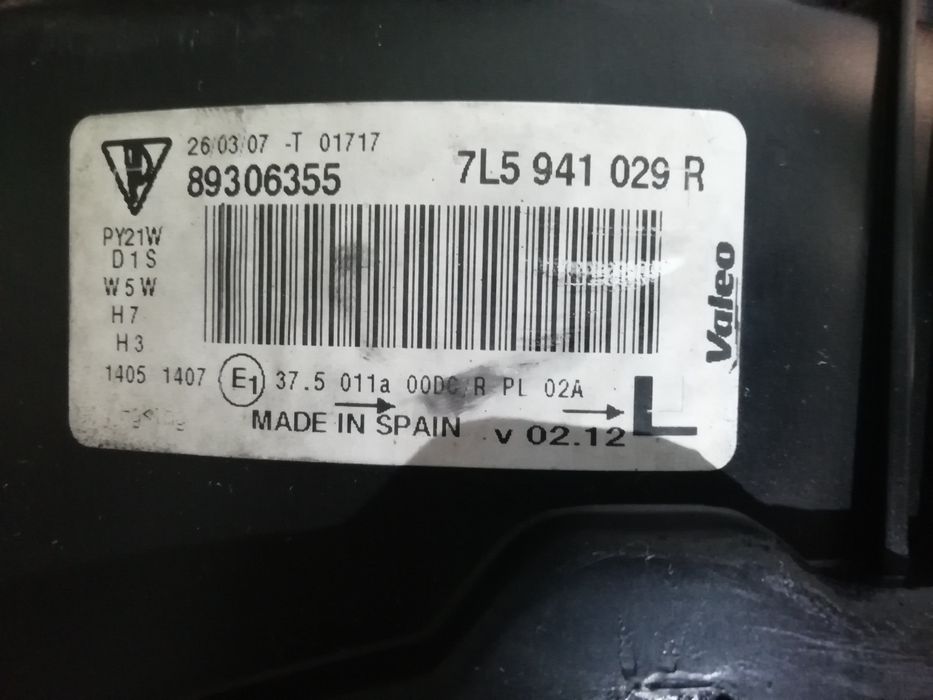 26/03/07 -T 01717
89306355
7L5 941 029 R
PY21W
D1S
W5W
H7
H3
Valeo
1405 1407 E1 37.5 011a 00DC/R PL 02A
L
MADE IN SPAIN v 02.12